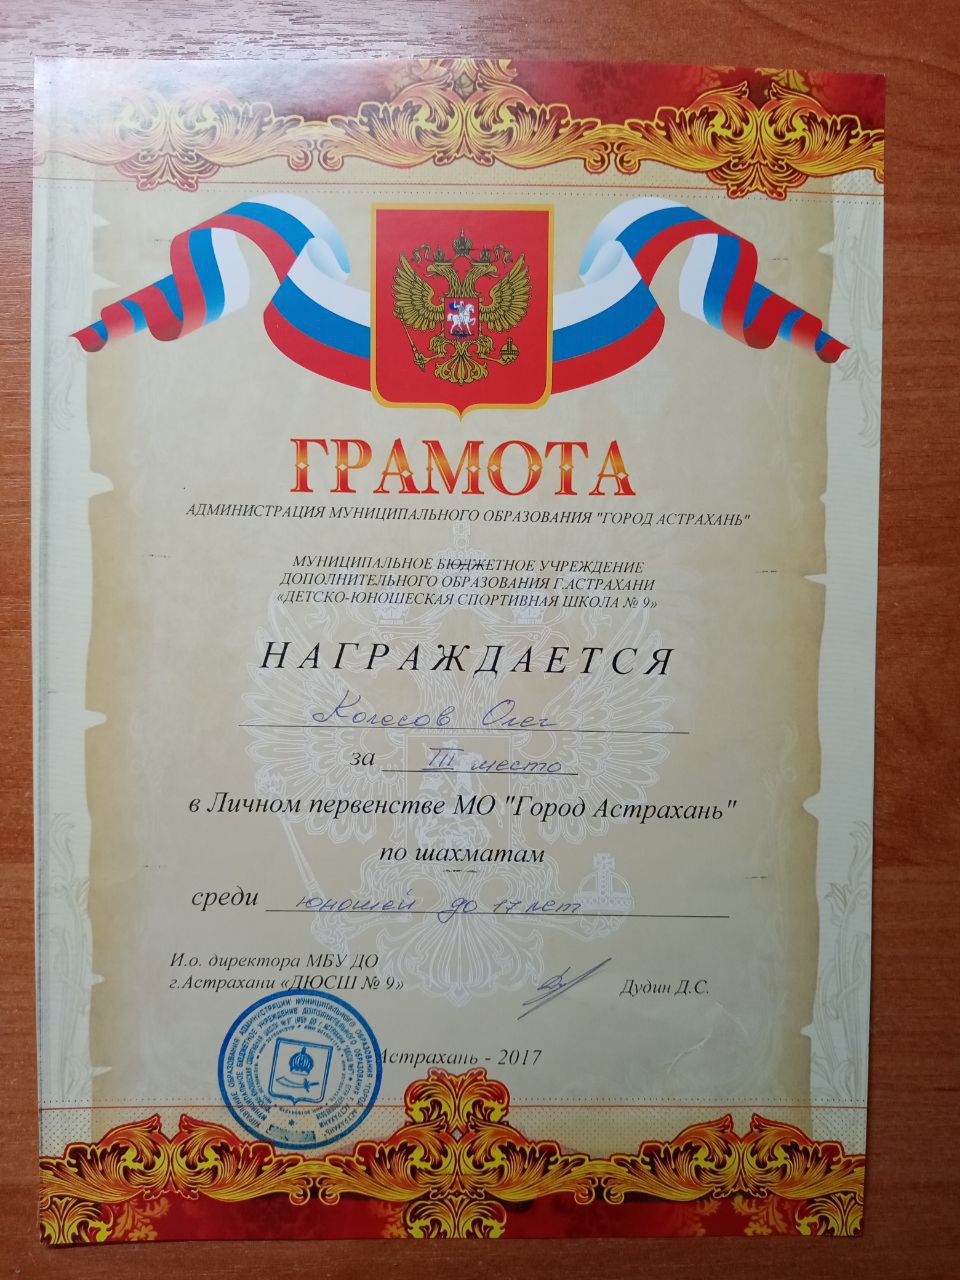 ГРАМОТА
АДМИНИСТРАЦИЯ МУНИЦИПАЛЬНОГО ОБРАЗОВАНИЯ "ГОРОД АСТРАХАНЬ"
МУНИЦИПАЛЬНОЕ БЮДЖЕТНОЕ УЧРЕЖДЕНИЕ
ДОПОЛНИТЕЛЬНОГО ОБРАЗОВАНИЯ Г.АСТРАХАНИ
«ДЕТСКО-ЮНОШЕСКАЯ СПОРТИВНАЯ ШКОЛА № 9»
НАГРАЖДАЕТСЯ
Колесов Олег
за III место
в Личном первенстве МО "Город Астрахань"
по шахматам
среди юношей до 17 лет
И.о. директора МБУ ДО
г.Астрахани «ДЮСШ № 9» Дудин Д.С.
Астрахань - 2017